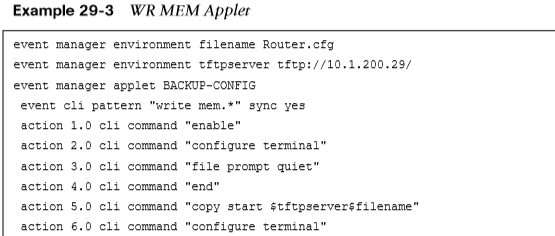 Example 29-3 WR MEM Applet
event manager environment filename Router.cfg
event manager environment tftpserver tftp://10.1.200.29/
event manager applet BACKUP-CONFIG
event cli pattern "write mem.*" sync yes
action 1.0 cli command "enable"
action 2.0 cli command "configure terminal"
action 3.0 cli command "file prompt quiet"
action 4.0 cli command "end"
action 5.0 cli command "copy start $tftpserver$filename"
action 6.0 cli command "configure terminal"